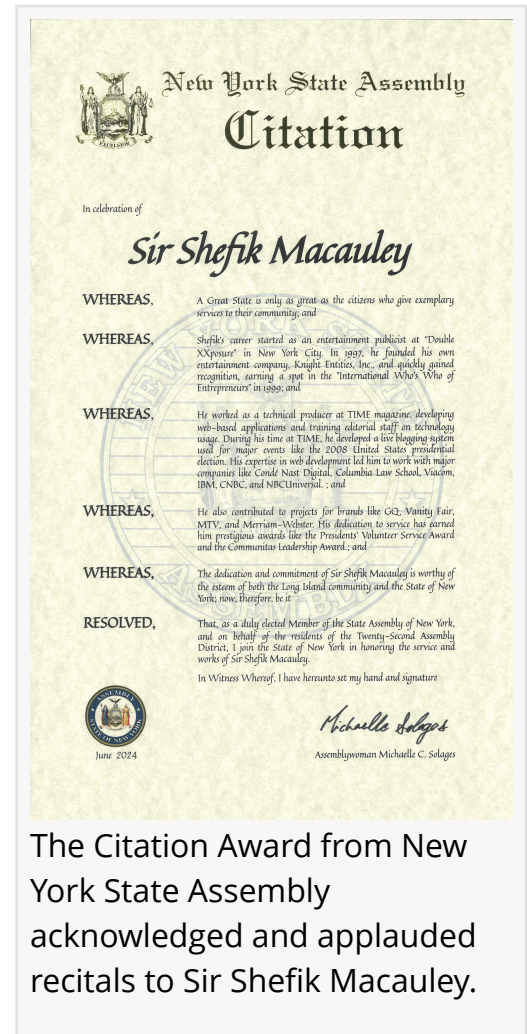 New York State Assembly
Citation
EXCELSIOR
In celebration of
Sir Shefik Macauley
WHEREAS, A Great State is only as great as the citizens who give exemplary
services to their community; and
WHEREAS, Shefik's career started as an entertainment publicist at "Double
XXposure" in New York City. In 1997, he founded his own
entertainment company, Knight Entities, Inc., and quickly gained
recognition, earning a spot in the "International Who's Who of
Entrepreneurs" in 1999; and
WHEREAS, He worked as a technical producer at TIME magazine, developing
web-based applications and training editorial staff on technology
usage. During his time at TIME, he developed a live blogging system
used for major events like the 2008 United States presidential
election. His expertise in web development led him to work with major
companies like Condé Nast Digital, Columbia Law School, Viacom,
IBM, CNBC, and NBCUniversal. ; and
WHEREAS, He also contributed to projects for brands like GQ, Vanity Fair,
MTV, and Merriam-Webster. His dedication to service has earned
him prestigious awards like the Presidents' Volunteer Service Award
and the Communitas Leadership Award.; and
WHEREAS, The dedication and commitment of Sir Shefik Macauley is worthy of
the esteem of both the Long Island community and the State of New
York; now, therefore, be it
RESOLVED, That, as a duly elected Member of the State Assembly of New York,
and on behalf of the residents of the Twenty-Second Assembly
District, I join the State of New York in honoring the service and
works of Sir Shefik Macauley.
In Witness Whereof, I have hereunto set my hand and signature
ASSEMBLY
STATE OF NEW YORK
June 2024
Michaelle Solages
Assemblywoman Michaelle C. Solages
The Citation Award from New
York State Assembly
acknowledged and applauded
recitals to Sir Shefik Macauley.